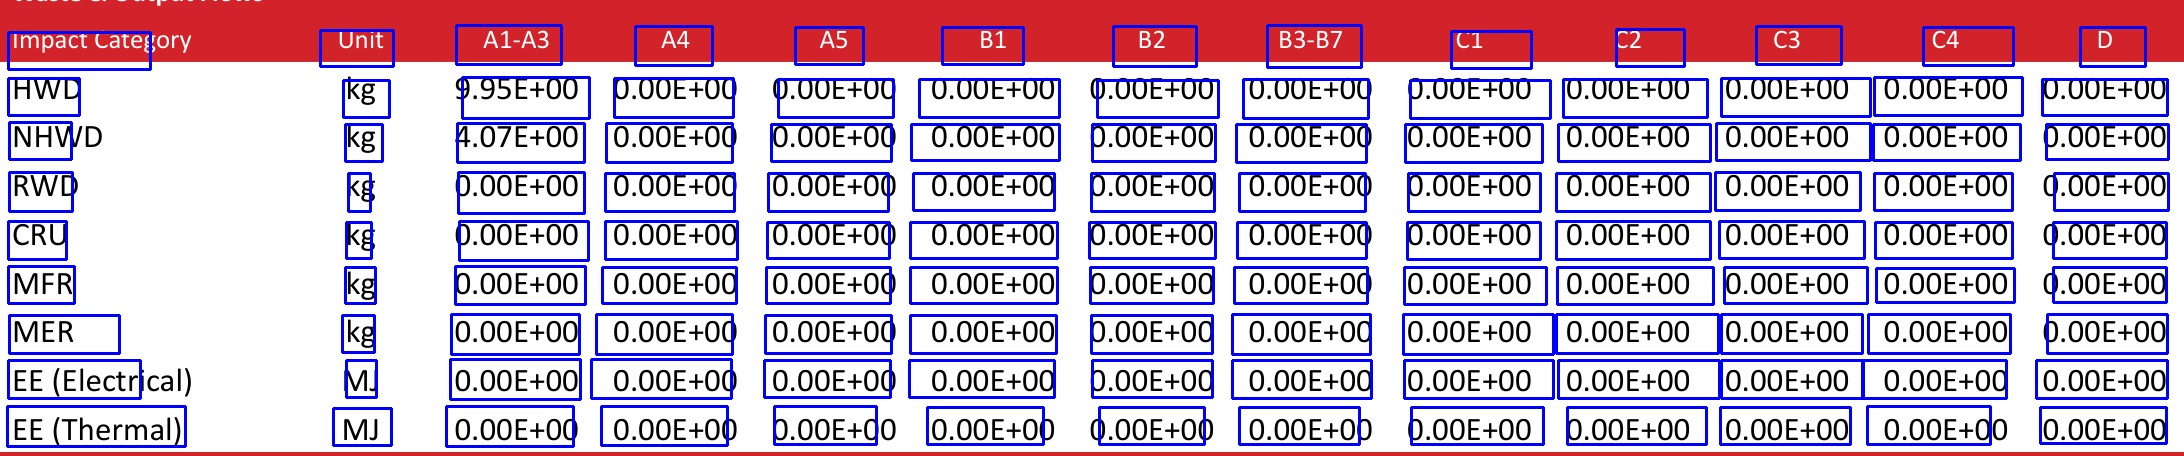 Waste & Output Flows
Impact Category Unit A1-A3 A4 A5 B1 B2 B3-B7 C1 C2 C3 C4 D
HWD kg 9.95E+00 0.00E+00 0.00E+00 0.00E+00 0.00E+00 0.00E+00 0.00E+00 0.00E+00 0.00E+00 0.00E+00 0.00E+00
NHWD kg 4.07E+00 0.00E+00 0.00E+00 0.00E+00 0.00E+00 0.00E+00 0.00E+00 0.00E+00 0.00E+00 0.00E+00 0.00E+00
RWD kg 0.00E+00 0.00E+00 0.00E+00 0.00E+00 0.00E+00 0.00E+00 0.00E+00 0.00E+00 0.00E+00 0.00E+00 0.00E+00
CRU kg 0.00E+00 0.00E+00 0.00E+00 0.00E+00 0.00E+00 0.00E+00 0.00E+00 0.00E+00 0.00E+00 0.00E+00 0.00E+00
MFR kg 0.00E+00 0.00E+00 0.00E+00 0.00E+00 0.00E+00 0.00E+00 0.00E+00 0.00E+00 0.00E+00 0.00E+00 0.00E+00
MER kg 0.00E+00 0.00E+00 0.00E+00 0.00E+00 0.00E+00 0.00E+00 0.00E+00 0.00E+00 0.00E+00 0.00E+00 0.00E+00
EE (Electrical) MJ 0.00E+00 0.00E+00 0.00E+00 0.00E+00 0.00E+00 0.00E+00 0.00E+00 0.00E+00 0.00E+00 0.00E+00 0.00E+00
EE (Thermal) MJ 0.00E+00 0.00E+00 0.00E+00 0.00E+00 0.00E+00 0.00E+00 0.00E+00 0.00E+00 0.00E+00 0.00E+00 0.00E+00